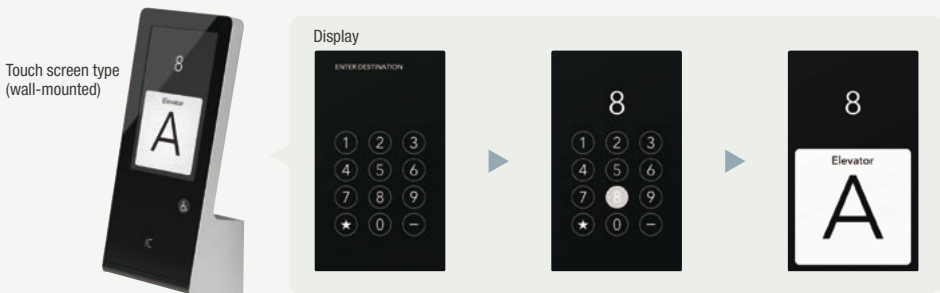 Touch screen type
(wall-mounted)
8
Elevator
A
IC
Display
ENTER DESTINATION
1 2 3
4 5 6
7 8 9
★ 0 −
8
1 2 3
4 5 6
7 8 9
★ 0 −
8
Elevator
A